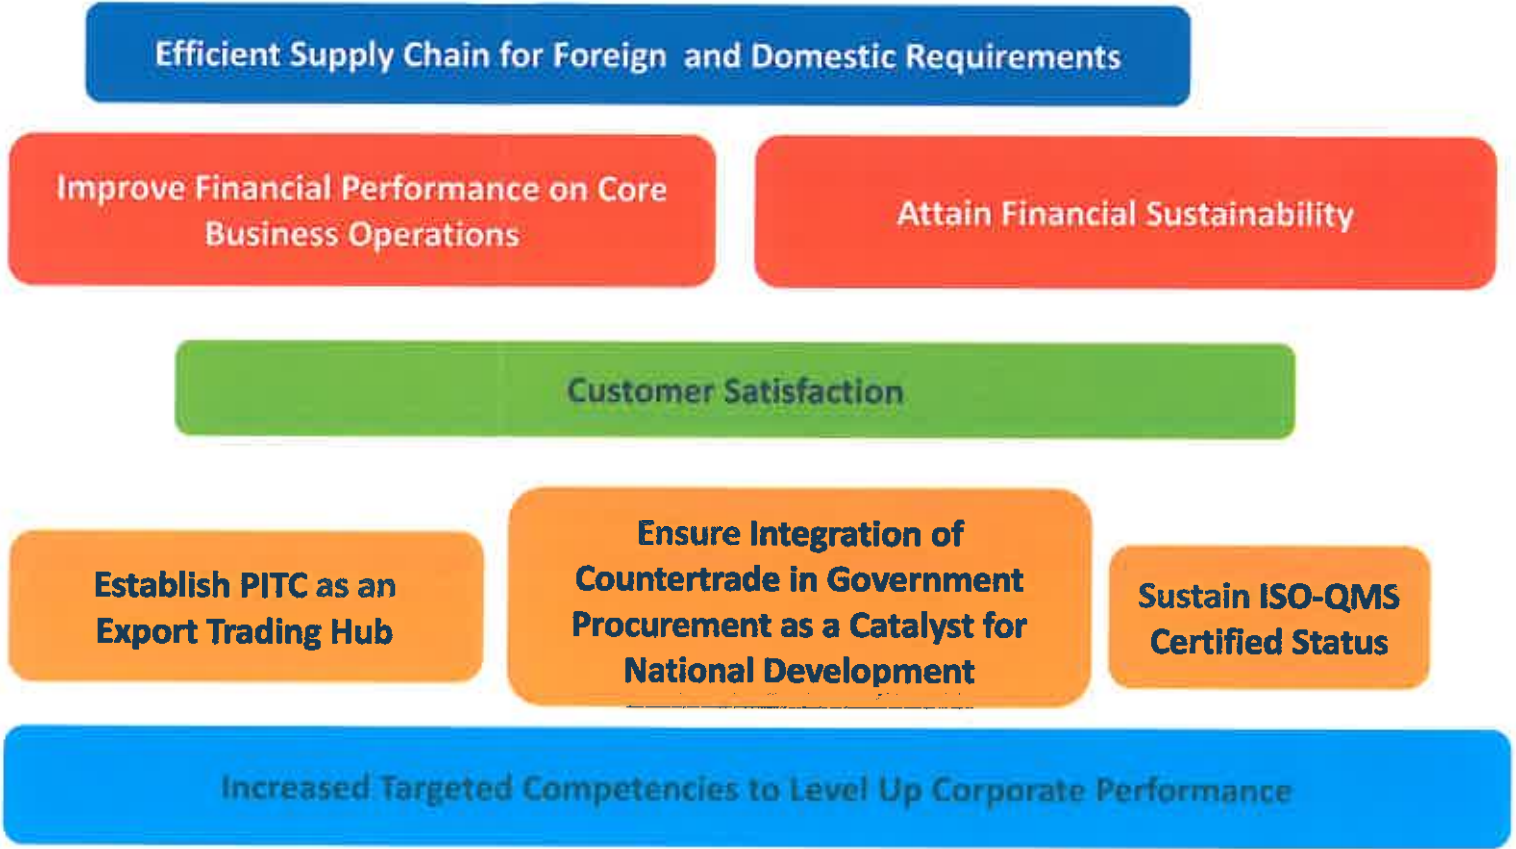 Efficient Supply Chain for Foreign and Domestic Requirements
Improve Financial Performance on Core
Business Operations
Attain Financial Sustainability
Customer Satisfaction
Establish PITC as an
Export Trading Hub
Ensure Integration of
Countertrade in Government
Procurement as a Catalyst for
National Development
Sustain ISO-QMS
Certified Status
Increased Targeted Competencies to Level Up Corporate Performance